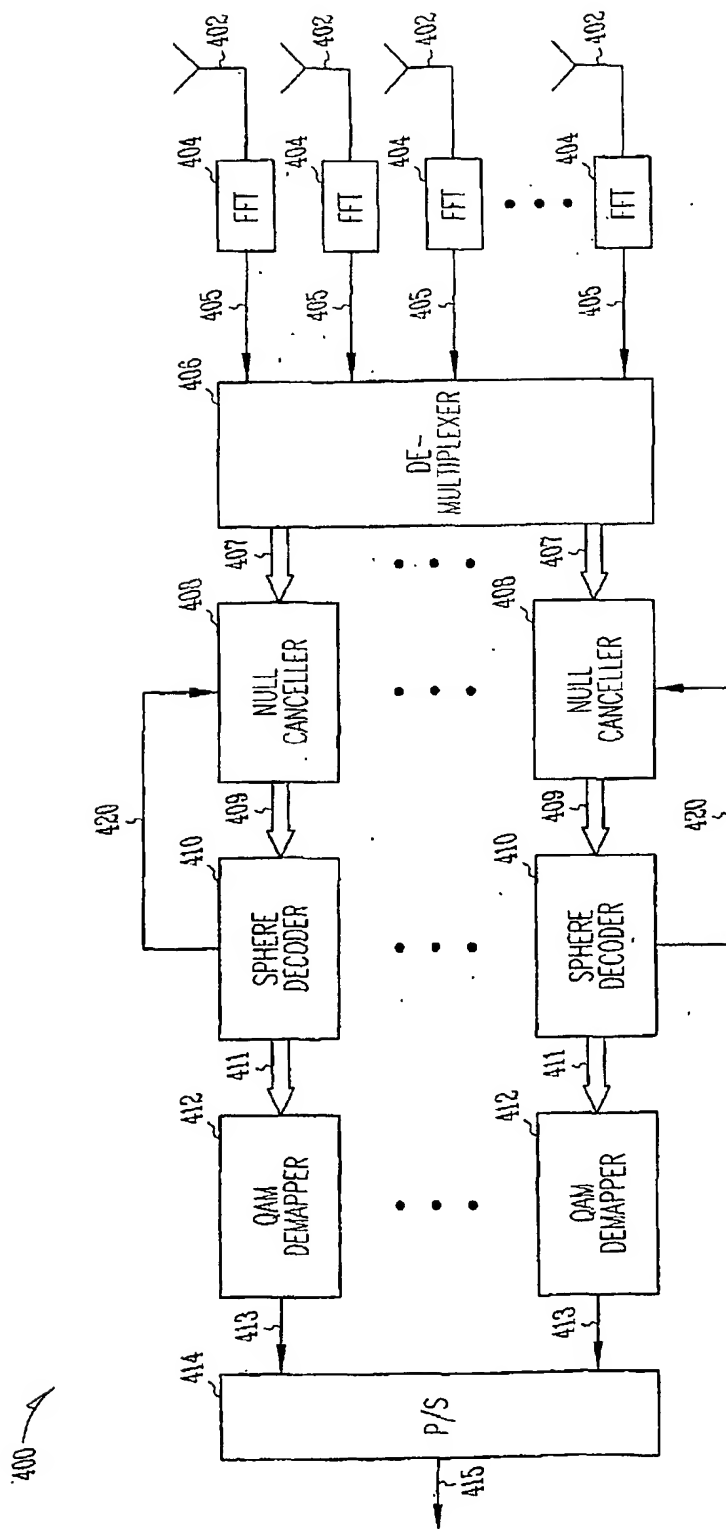 400
402
402
402
402
404
404
404
404
FFT
FFT
FFT
FFT
405
405
405
405
406
DE-
MULTIPLEXER
407
407
408
408
NULL
CANCELLER
NULL
CANCELLER
409
409
420
420
410
410
SPHERE
DECODER
SPHERE
DECODER
411
411
412
412
QAM
DEMAPPER
QAM
DEMAPPER
413
413
414
P/S
415